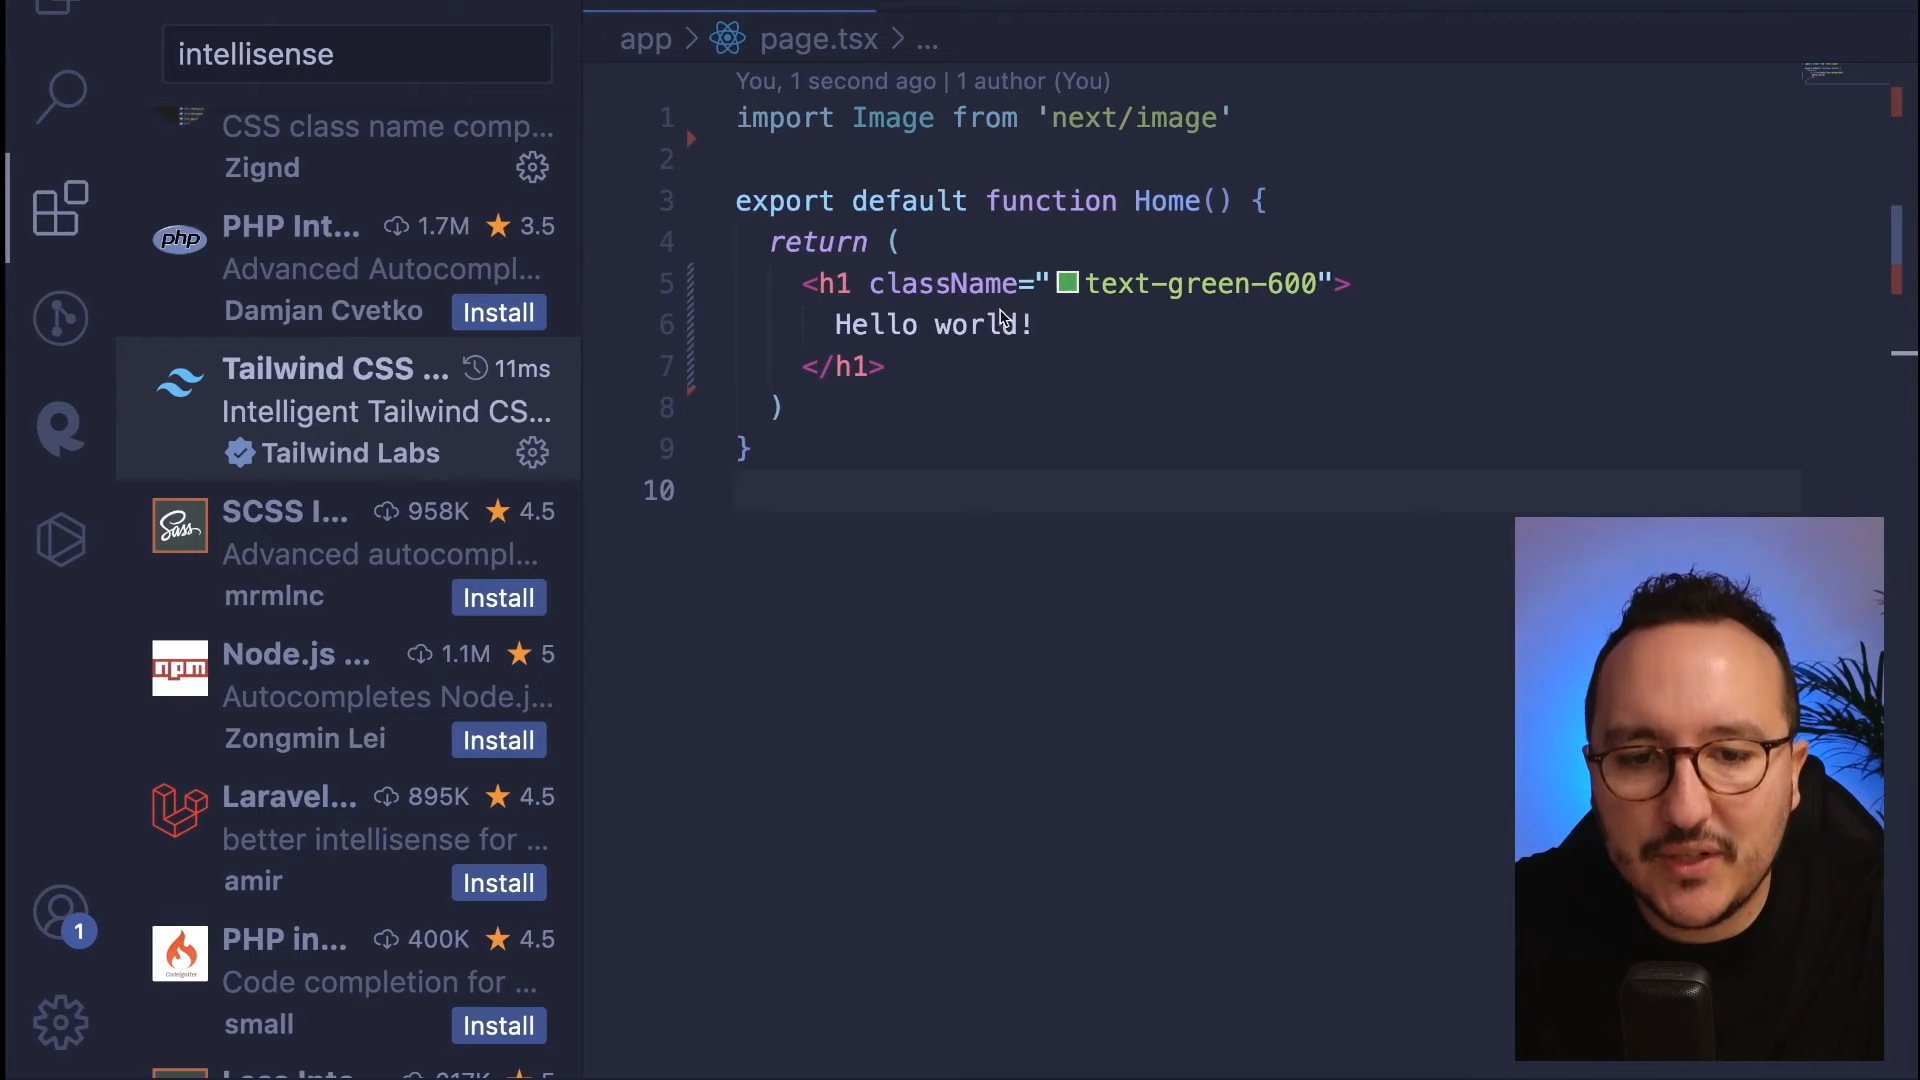 intellisense
CSS class name comp...
Zignd
php
PHP Int... 1.7M 3.5
Advanced Autocompl...
Damjan Cvetko Install
Tailwind CSS ... 11ms
Intelligent Tailwind CS...
Tailwind Labs
Sass
SCSS I... 958K 4.5
Advanced autocompl...
mrmlnc Install
npm
Node.js ... 1.1M 5
Autocompletes Node.j...
Zongmin Lei Install
Laravel... 895K 4.5
better intellisense for ...
amir Install
PHP in... 400K 4.5
CodeIgniter
Code completion for ...
small Install
1
app > page.tsx > ...
You, 1 second ago | 1 author (You)
1 import Image from 'next/image'
2
3 export default function Home() {
4 return (
5 <h1 className="text-green-600">
6 Hello world!
7 </h1>
8 )
9 }
10